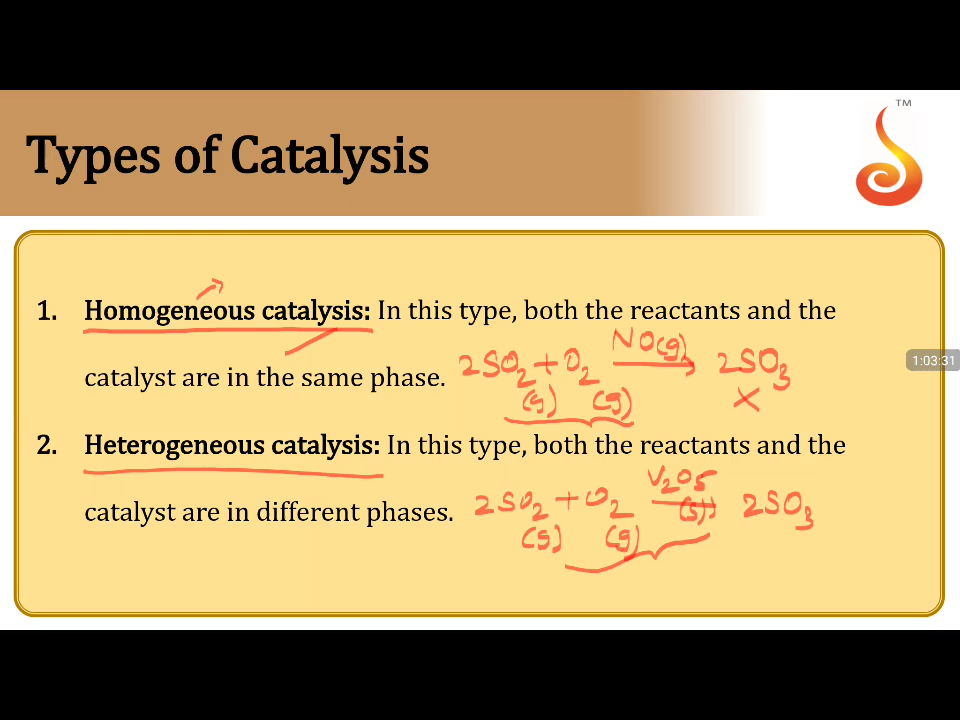 TM
Types of Catalysis
1. Homogeneous catalysis: In this type, both the reactants and the
NO(g)
catalyst are in the same phase. 2SO2 + O2 → 2SO3
(g) (g) X
1:03:31
2. Heterogeneous catalysis: In this type, both the reactants and the
V2O5
catalyst are in different phases. 2SO2 + O2 → 2SO3
(s)
(g) (g)